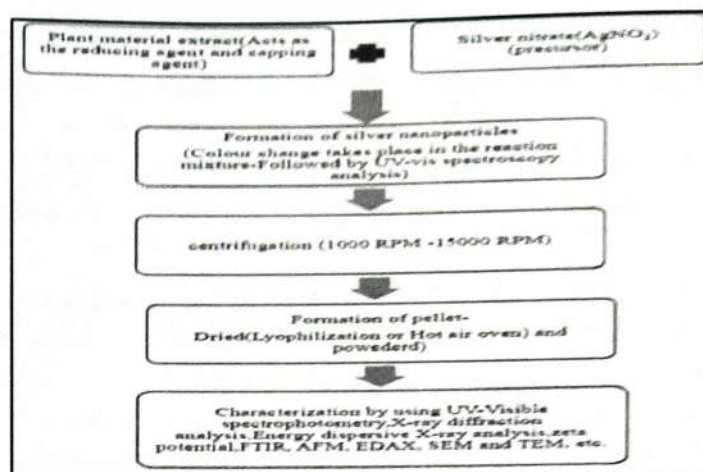 Plant material extract(Acts as
the reducing agent and capping
agent)
Silver nitrate(AgNO3)
(precursor)
Formation of silver nanoparticles
(Colour change takes place in the reaction
mixture-Followed by UV-vis spectroscopy
analysis)
centrifugation (1000 RPM -15000 RPM)
Formation of pellet-
Dried(Lyophilization or Hot air oven) and
powederd)
Characterization by using UV-Visible
spectrophotometry,X-ray diffraction
analysis,Energy dispersive X-ray analysis,zeta
potential,FTIR, AFM, EDAX, SEM and TEM, etc.